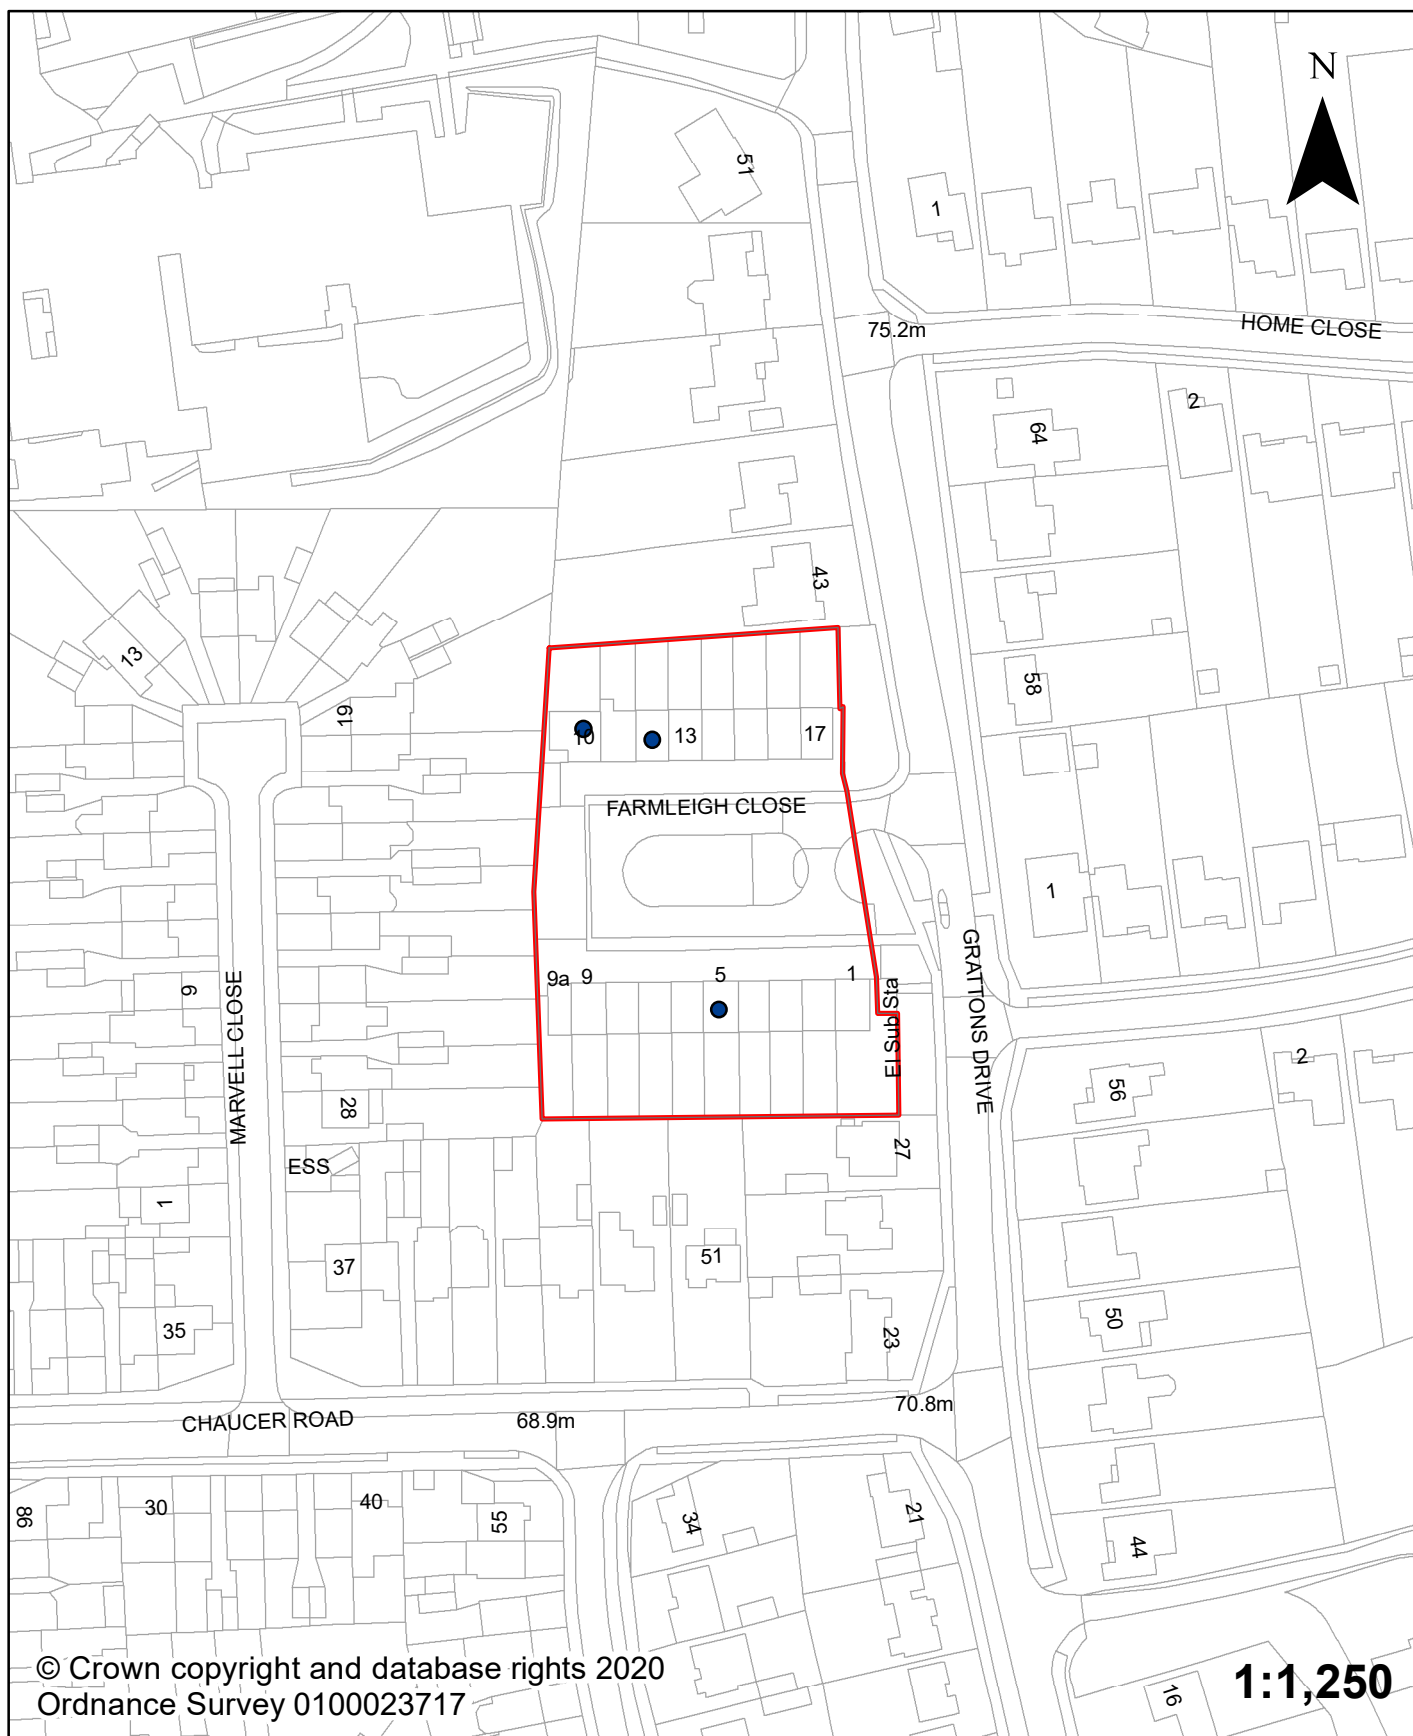 N
51
1
75.2m
HOME CLOSE
2
64
43
58
13
19
10
13
17
FARMLEIGH CLOSE
1
9a
9
5
1
9
El Sub Sta
GRATTONS DRIVE
MARVELL CLOSE
2
56
28
27
ESS
1
51
37
50
35
23
70.8m
CHAUCER ROAD
68.9m
86
30
40
55
34
21
44
© Crown copyright and database rights 2020
Ordnance Survey 0100023717
16
1:1,250